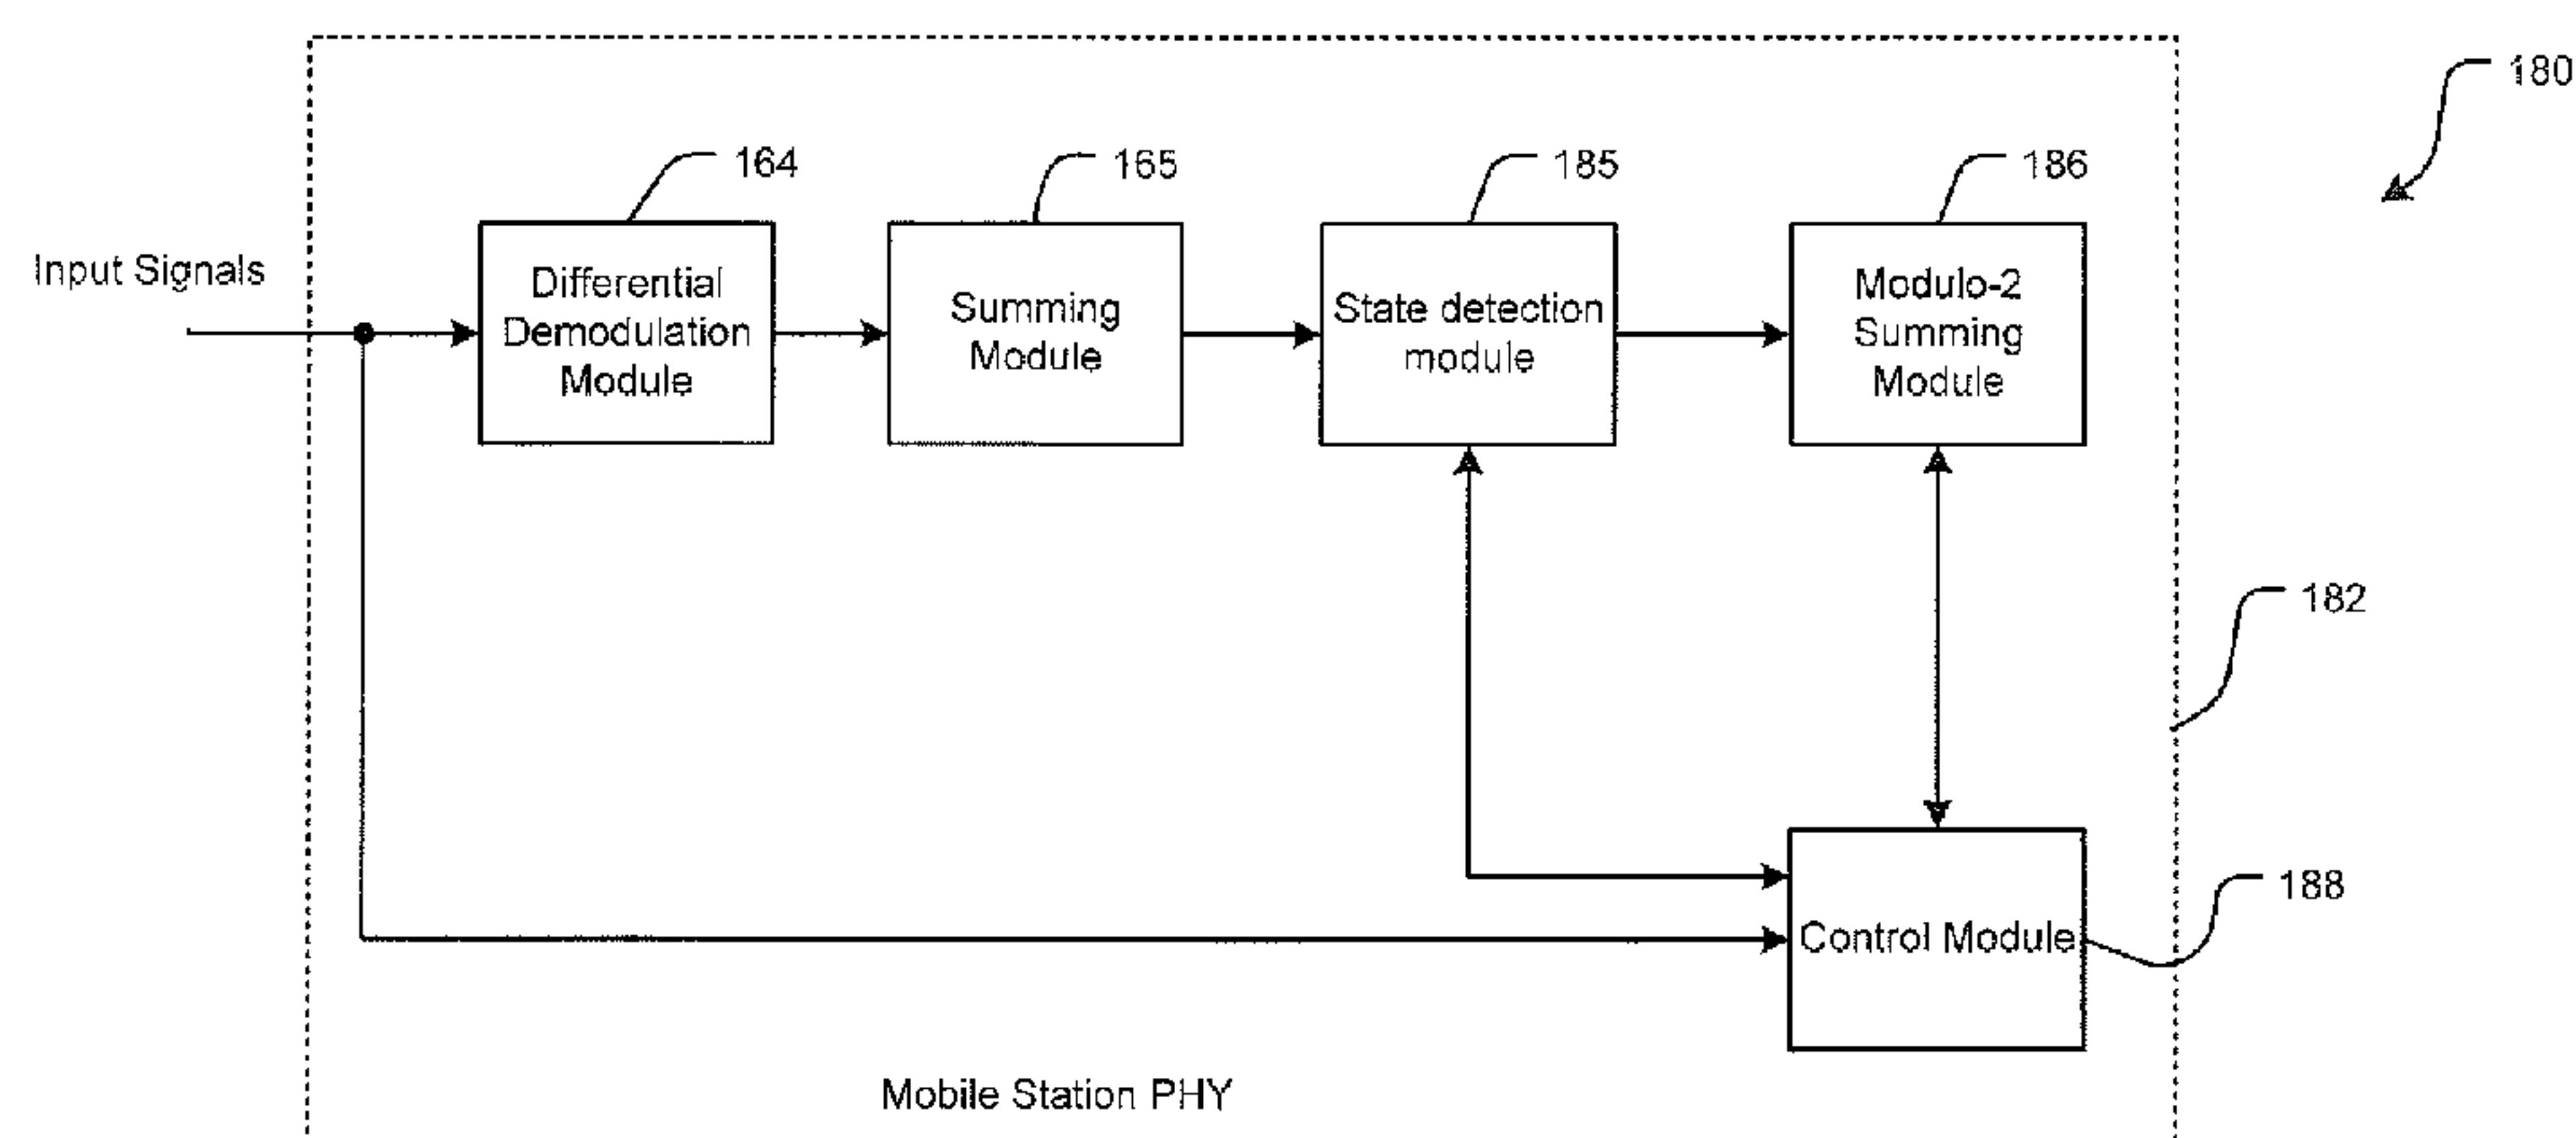 180
164
165
185
186
Input Signals
Differential
Demodulation
Module
Summing
Module
State detection
module
Modulo-2
Summing
Module
182
188
Control Module
Mobile Station PHY